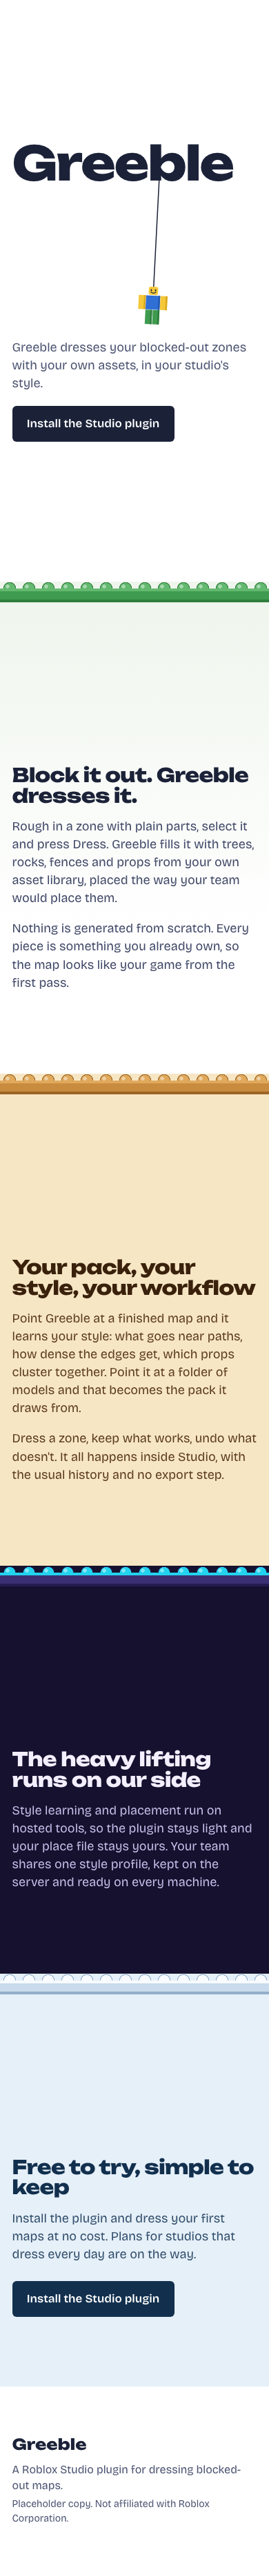 Greeble
Greeble dresses your blocked-out zones
with your own assets, in your studio's
style.
Install the Studio plugin
Block it out. Greeble
dresses it.
Rough in a zone with plain parts, select it
and press Dress. Greeble fills it with trees,
rocks, fences and props from your own
asset library, placed the way your team
would place them.
Nothing is generated from scratch. Every
piece is something you already own, so
the map looks like your game from the
first pass.
Your pack, your
style, your workflow
Point Greeble at a finished map and it
learns your style: what goes near paths,
how dense the edges get, which props
cluster together. Point it at a folder of
models and that becomes the pack it
draws from.
Dress a zone, keep what works, undo what
doesn't. It all happens inside Studio, with
the usual history and no export step.
The heavy lifting
runs on our side
Style learning and placement run on
hosted tools, so the plugin stays light and
your place file stays yours. Your team
shares one style profile, kept on the
server and ready on every machine.
Free to try, simple to
keep
Install the plugin and dress your first
maps at no cost. Plans for studios that
dress every day are on the way.
Install the Studio plugin
Greeble
A Roblox Studio plugin for dressing blocked-
out maps.
Placeholder copy. Not affiliated with Roblox
Corporation.